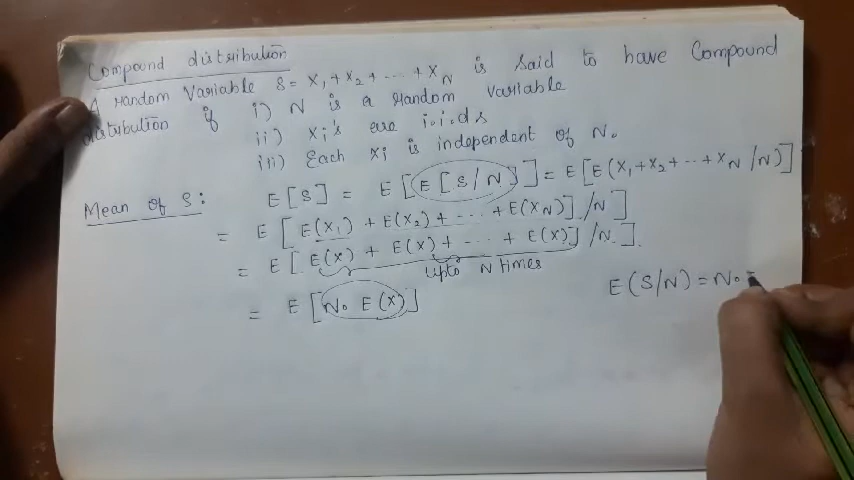 Compound distribution
A random Variable S = X₁ + X₂ + --- + X_N is said to have Compound
distribution if i) N is a random variable
ii) Xi's are i.i.d s
iii) Each Xi is independent of N.
Mean of S: E[S] = E[E[S/N]] = E[E(X₁+X₂+--+X_N/N)]
= E[E(X₁) + E(X₂) + --- + E(X_N)]/N]
= E[E(X) + E(X) + --- + E(X)]/N].
upto N times
= E[N. E(X)]
E(S/N) = N.